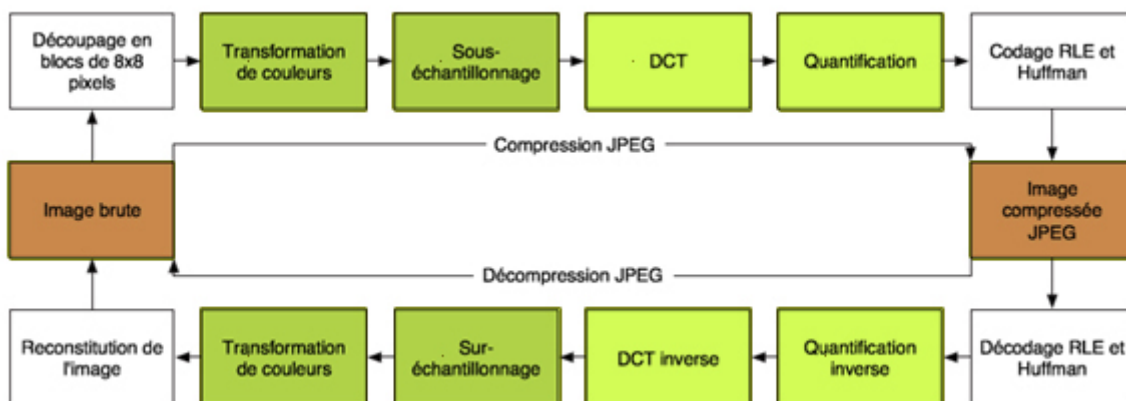 Découpage en
blocs de 8x8
pixels
Transformation
de couleurs
Sous-
échantillonnage
DCT
Quantification
Codage RLE et
Huffman
Compression JPEG
Image brute
Image
compressée
JPEG
Décompression JPEG
Reconstitution de
l'image
Transformation
de couleurs
Sur-
échantillonnage
DCT inverse
Quantification
inverse
Décodage RLE et
Huffman